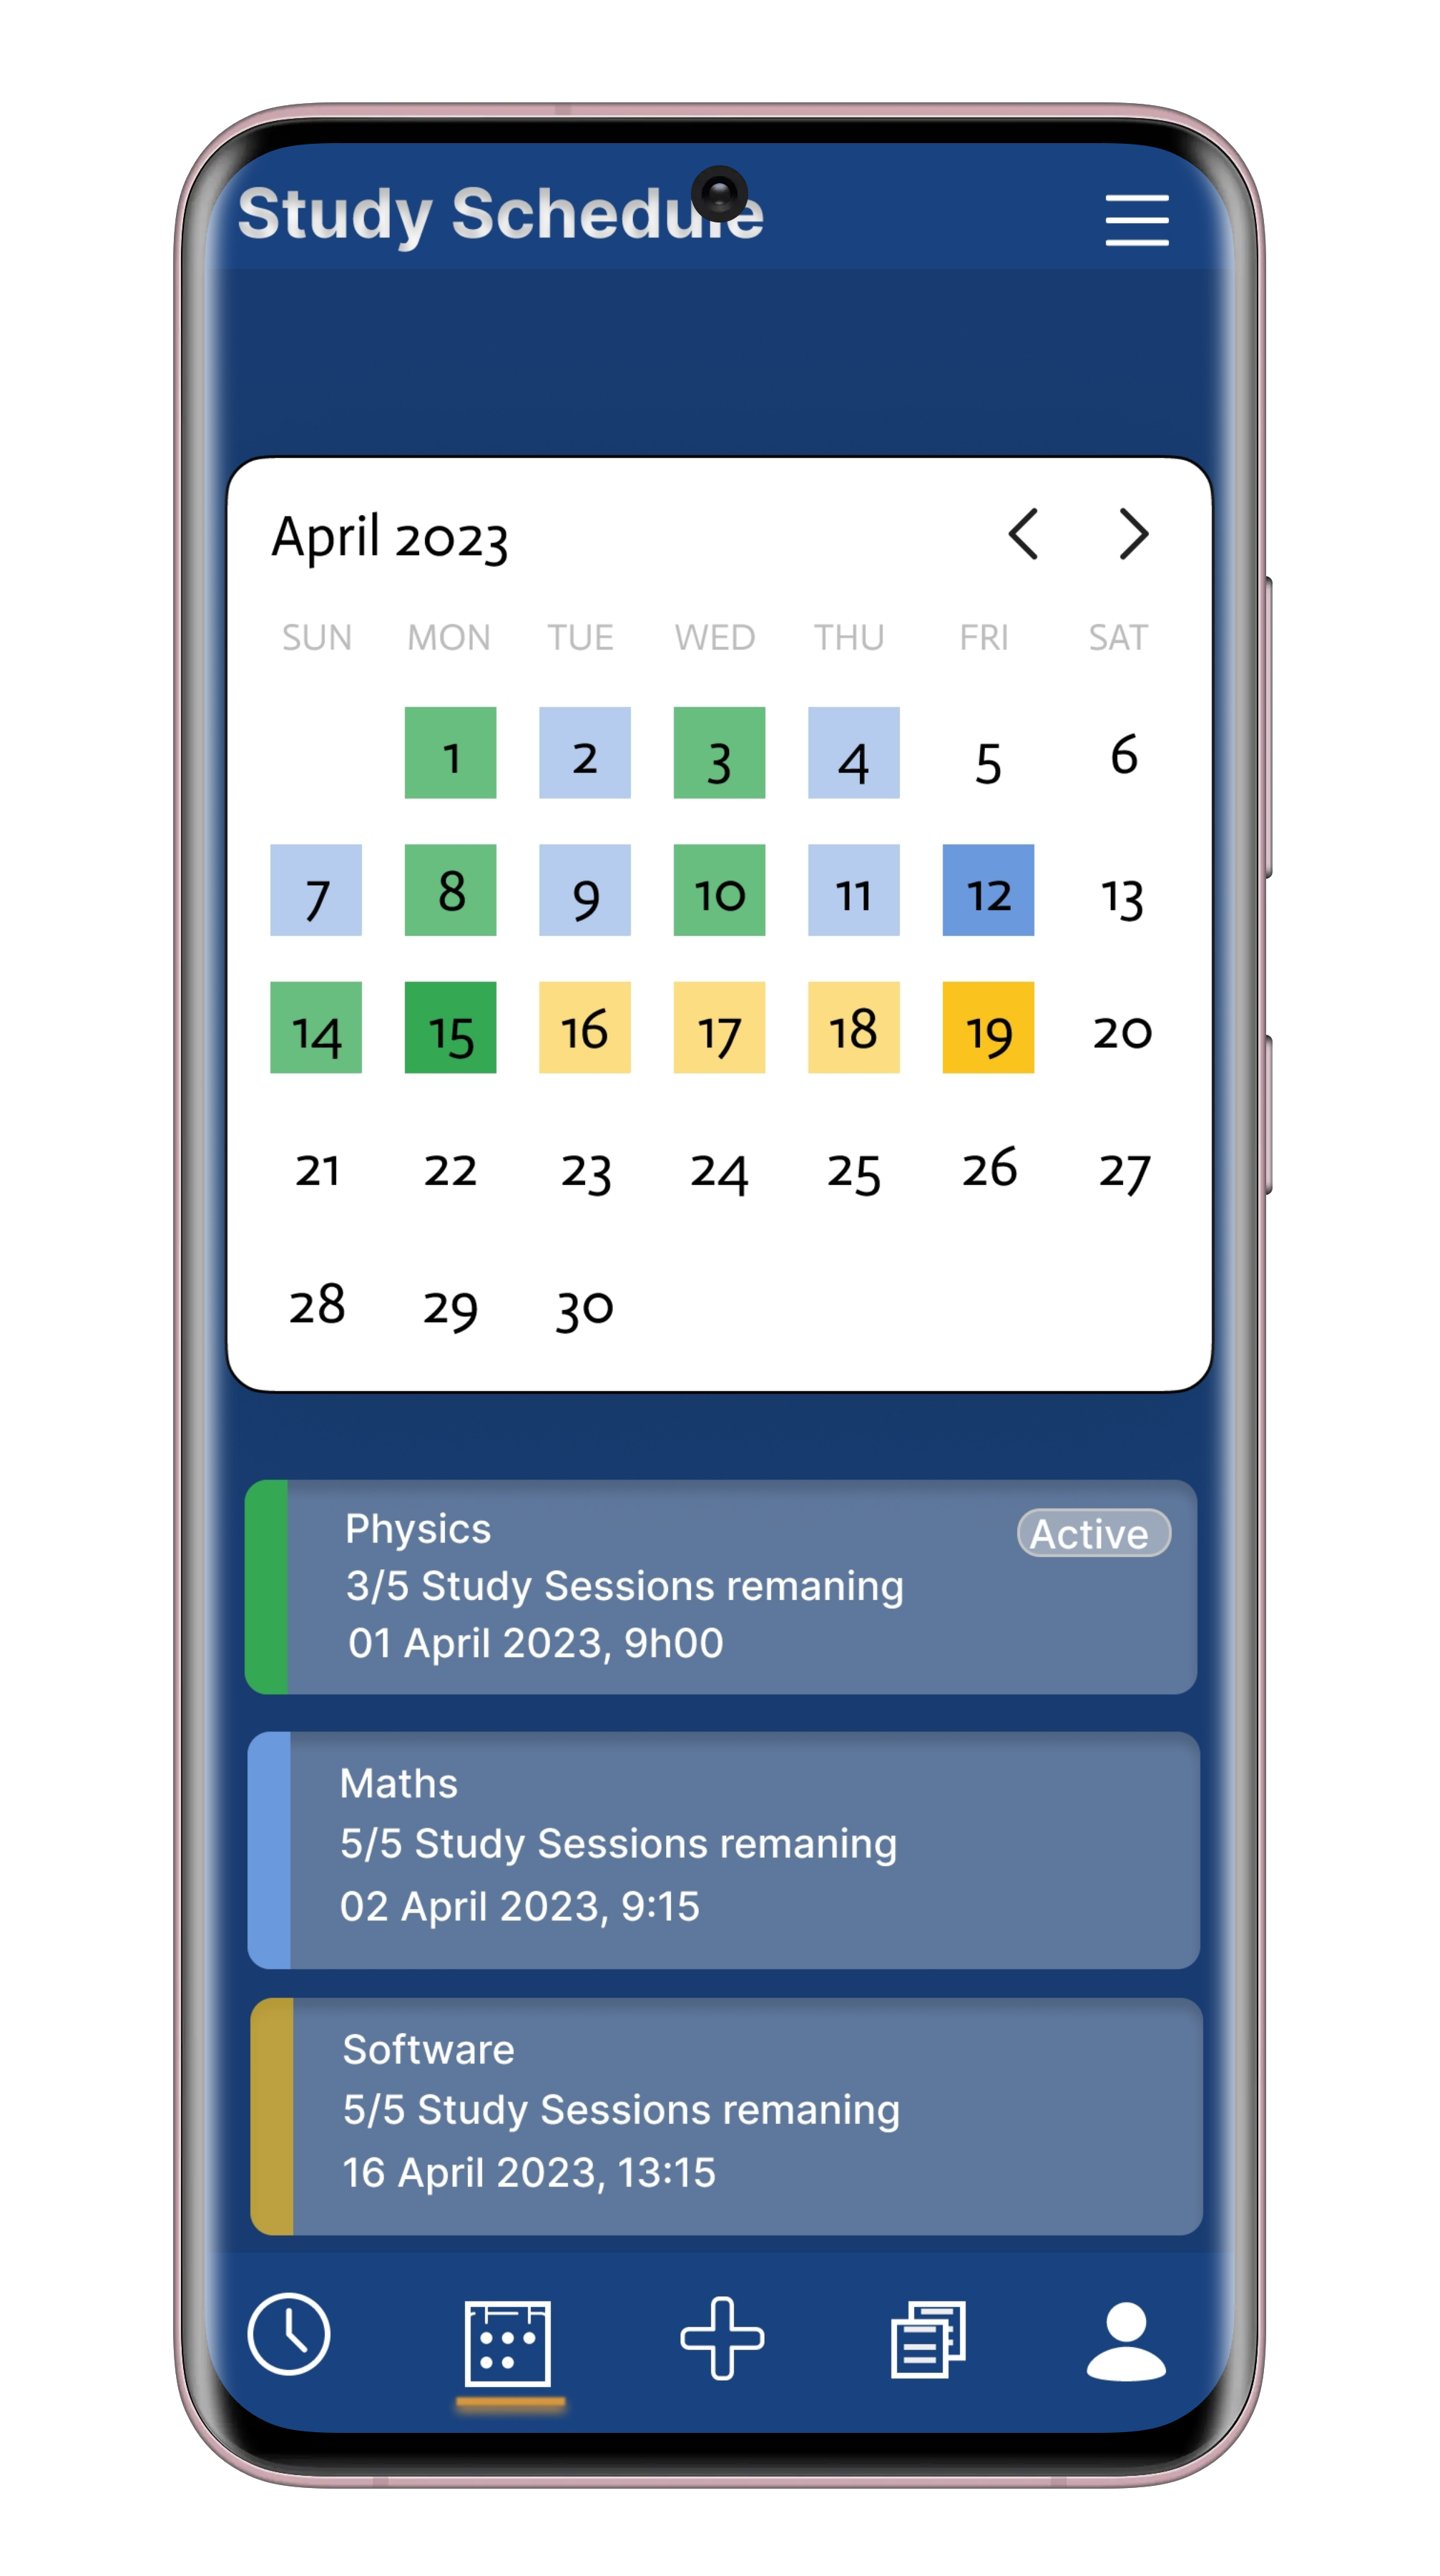 Study Schedule
April 2023
SUN MON TUE WED THU FRI SAT
1 2 3 4 5 6
7 8 9 10 11 12 13
14 15 16 17 18 19 20
21 22 23 24 25 26 27
28 29 30
Physics Active
3/5 Study Sessions remaning
01 April 2023, 9h00
Maths
5/5 Study Sessions remaning
02 April 2023, 9:15
Software
5/5 Study Sessions remaning
16 April 2023, 13:15